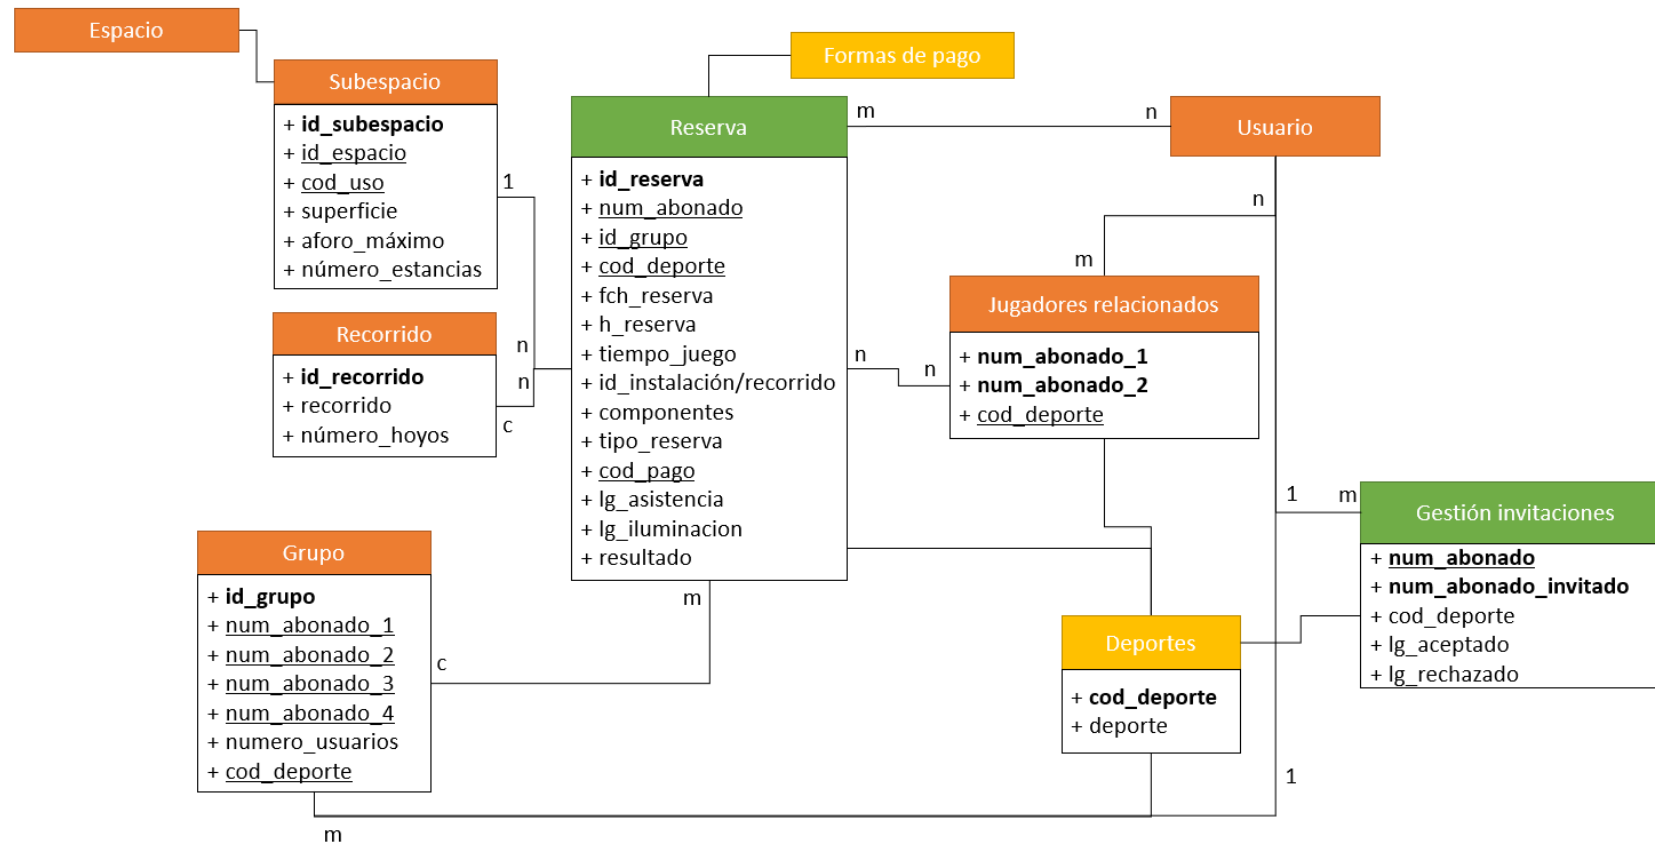 Espacio
Subespacio
+ id_subespacio
+ id_espacio
+ cod_uso
+ superficie
+ aforo_máximo
+ número_estancias
1
n
Recorrido
+ id_recorrido
+ recorrido
+ número_hoyos
n
c
Formas de pago
Reserva
+ id_reserva
+ num_abonado
+ id_grupo
+ cod_deporte
+ fch_reserva
+ h_reserva
+ tiempo_juego
+ id_instalación/recorrido
+ componentes
+ tipo_reserva
+ cod_pago
+ lg_asistencia
+ lg_iluminacion
+ resultado
m
n
Usuario
n
m
Jugadores relacionados
+ num_abonado_1
+ num_abonado_2
+ cod_deporte
n
n
1
m
Gestión invitaciones
+ num_abonado
+ num_abonado_invitado
+ cod_deporte
+ lg_aceptado
+ lg_rechazado
Grupo
+ id_grupo
+ num_abonado_1
+ num_abonado_2
+ num_abonado_3
+ num_abonado_4
+ numero_usuarios
+ cod_deporte
m
c
Deportes
+ cod_deporte
+ deporte
1
m